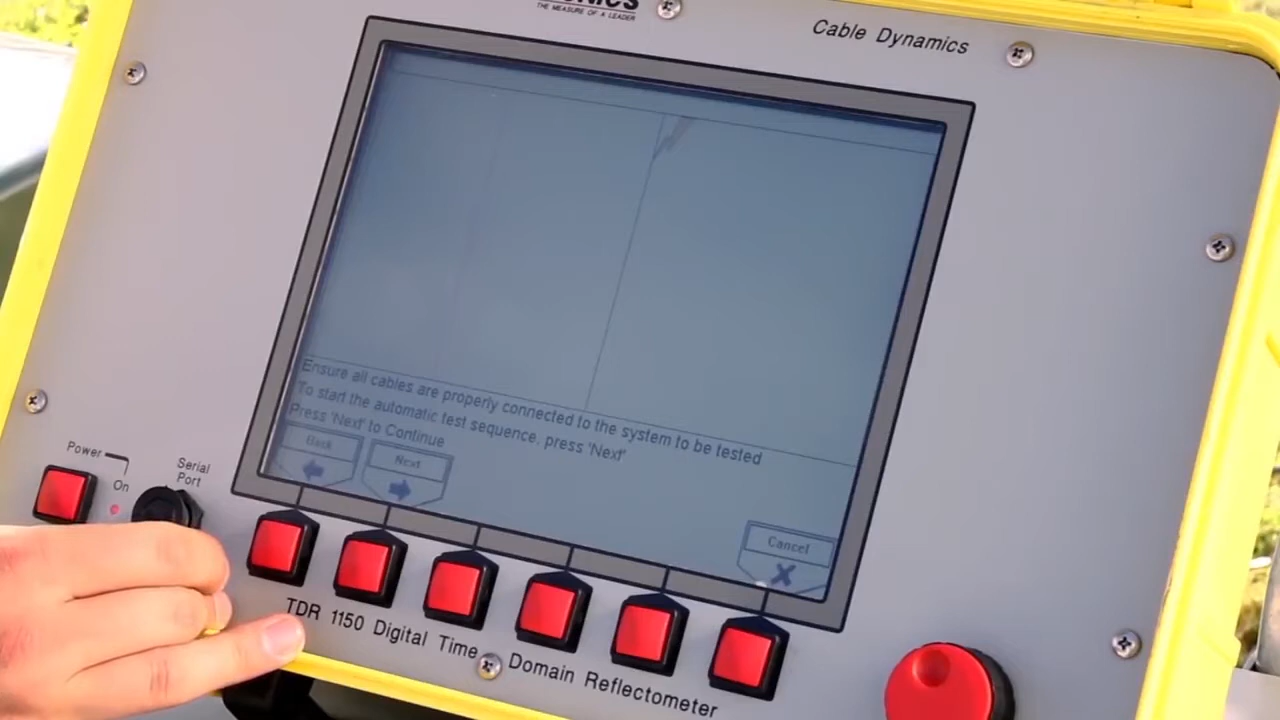 THE MEASURE OF A LEADER
Cable Dynamics
Ensure all cables are properly connected to the system to be tested
To start the automatic test sequence, press 'Next'
Press 'Next' to Continue
Back
Next
Cancel
Power
On
Serial
Port
TDR 1150 Digital Time Domain Reflectometer